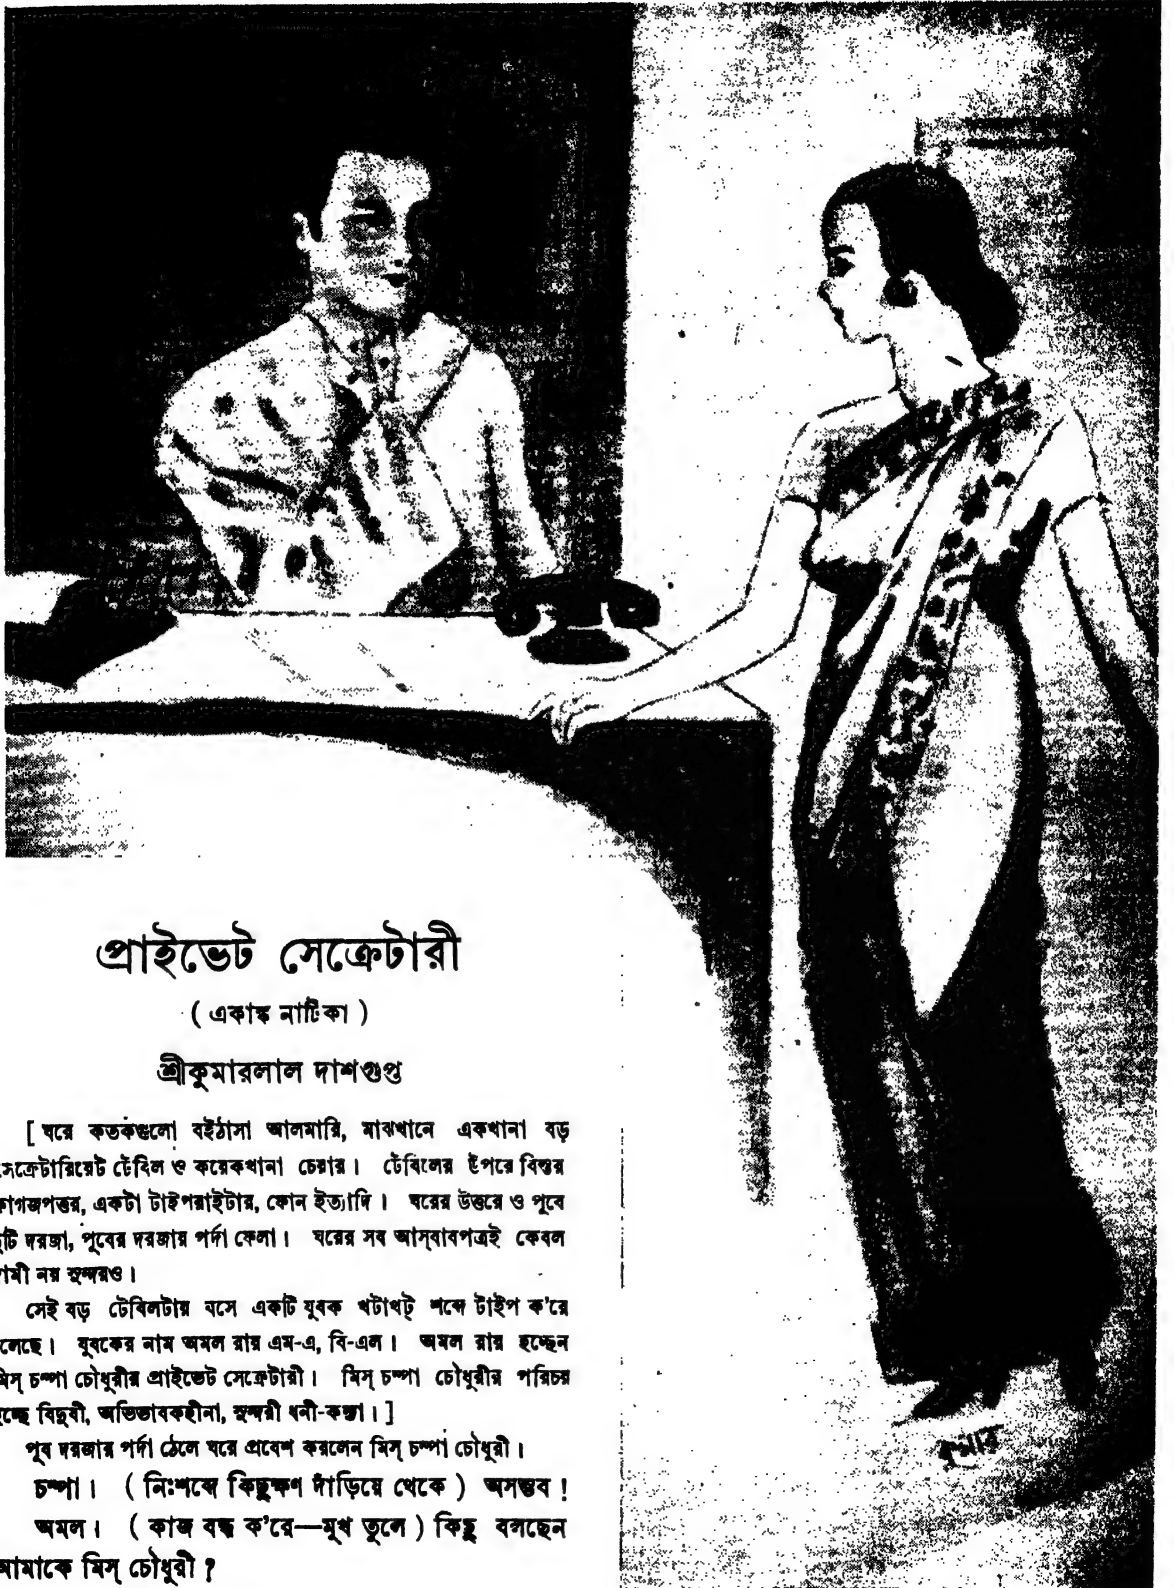 প্রাইভেট সেক্রেটারী
( একাঙ্ক নাটিকা )
শ্রীকুমারলাল দাশগুপ্ত
[ ঘরে কতকগুলো বইঠাসা আলমারি, মাঝখানে একখানা বড়
সেক্রেটারিয়েট টেবিল ও কয়েকখানা চেয়ার। টেবিলের উপরে বিস্তর
কাগজপত্তর, একটা টাইপরাইটার, ফোন ইত্যাদি। ঘরের উত্তরে ও পূবে
দুটি দরজা, পূবের দরজায় পর্দা ফেলা। ঘরের সব আস্‌বাবপত্রই কেবল
দামী নয় সুন্দরও।
সেই বড় টেবিলটায় বসে একটি যুবক খটাখট্ শব্দে টাইপ ক'রে
চলেছে। যুবকের নাম অমল রায় এম-এ, বি-এল। অমল রায় হচ্ছেন
মিস্ চম্পা চৌধুরীর প্রাইভেট সেক্রেটারী। মিস্ চম্পা চৌধুরীর পরিচয়
হচ্ছে বিদুষী, অভিভাবকহীনা, সুন্দরী ধনী-কন্যা। ]
পূব দরজার পর্দা ঠেলে ঘরে প্রবেশ করলেন মিস্ চম্পা চৌধুরী।
চম্পা। ( নিঃশব্দে কিছুক্ষণ দাঁড়িয়ে থেকে ) অসম্ভব !
অমল। ( কাজ বন্ধ ক'রে—মুখ তুলে ) কিছু বলছেন
আমাকে মিস্ চৌধুরী ?